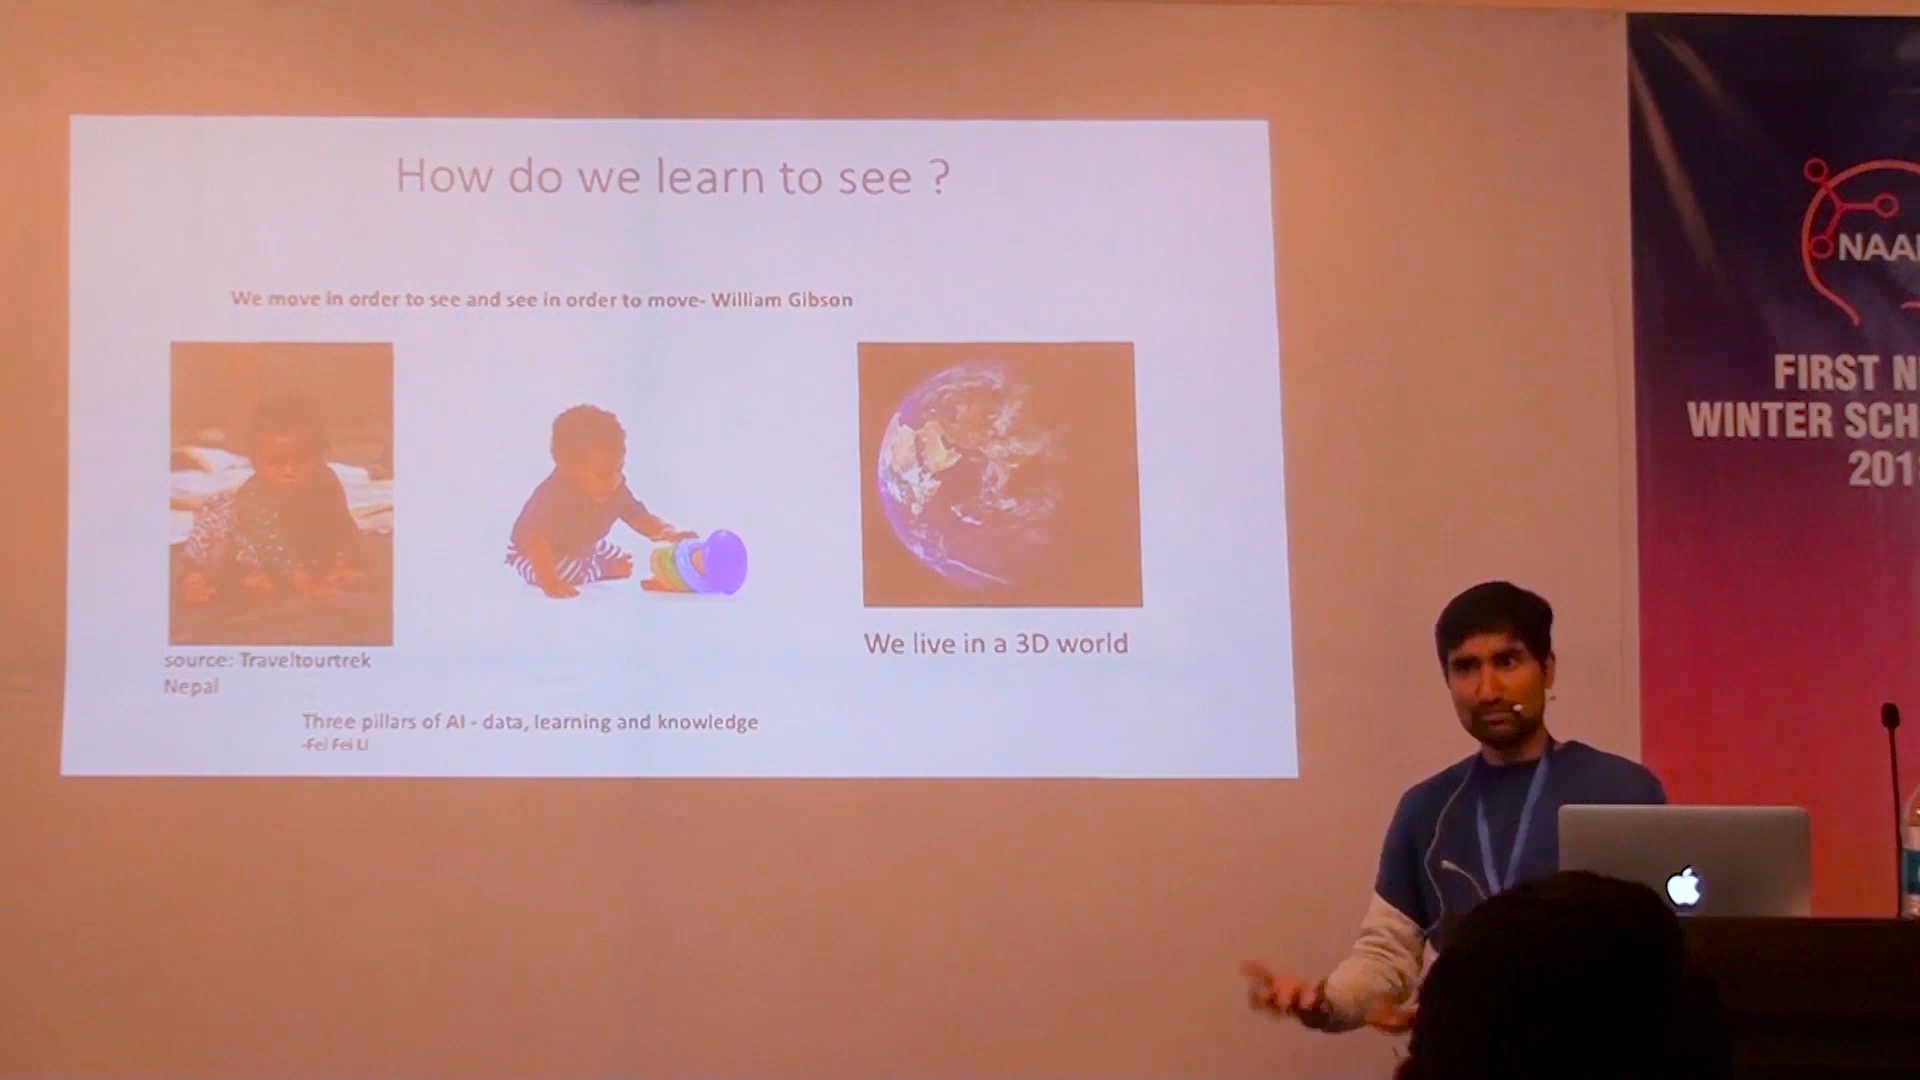 How do we learn to see ?
We move in order to see and see in order to move- William Gibson
source: Traveltourtrek
Nepal
We live in a 3D world
Three pillars of AI - data, learning and knowledge
-Fei Fei Li
NAA
FIRST N
WINTER SCH
201